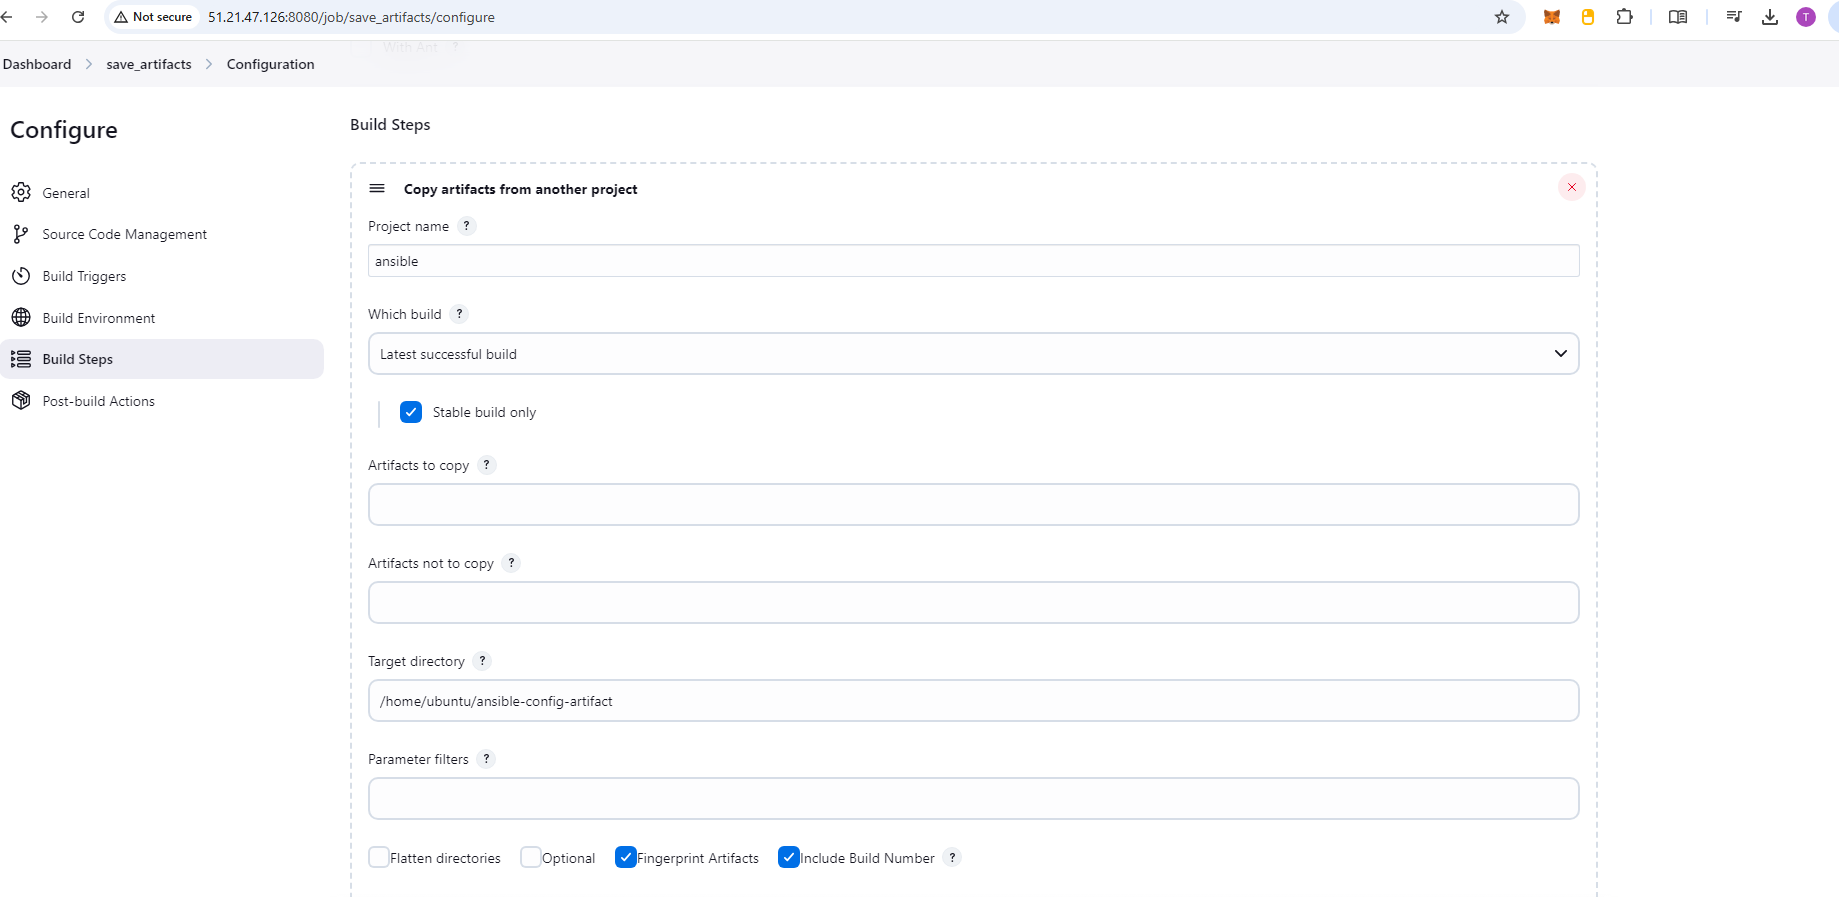 Not secure 51.21.47.126:8080/job/save_artifacts/configure T
With Ant ?
Dashboard save_artifacts Configuration
Configure
General
Source Code Management
Build Triggers
Build Environment
Build Steps
Post-build Actions
Build Steps
Copy artifacts from another project
Project name ?
ansible
Which build ?
Latest successful build
Stable build only
Artifacts to copy ?
Artifacts not to copy ?
Target directory ?
/home/ubuntu/ansible-config-artifact
Parameter filters ?
Flatten directories Optional Fingerprint Artifacts Include Build Number ?